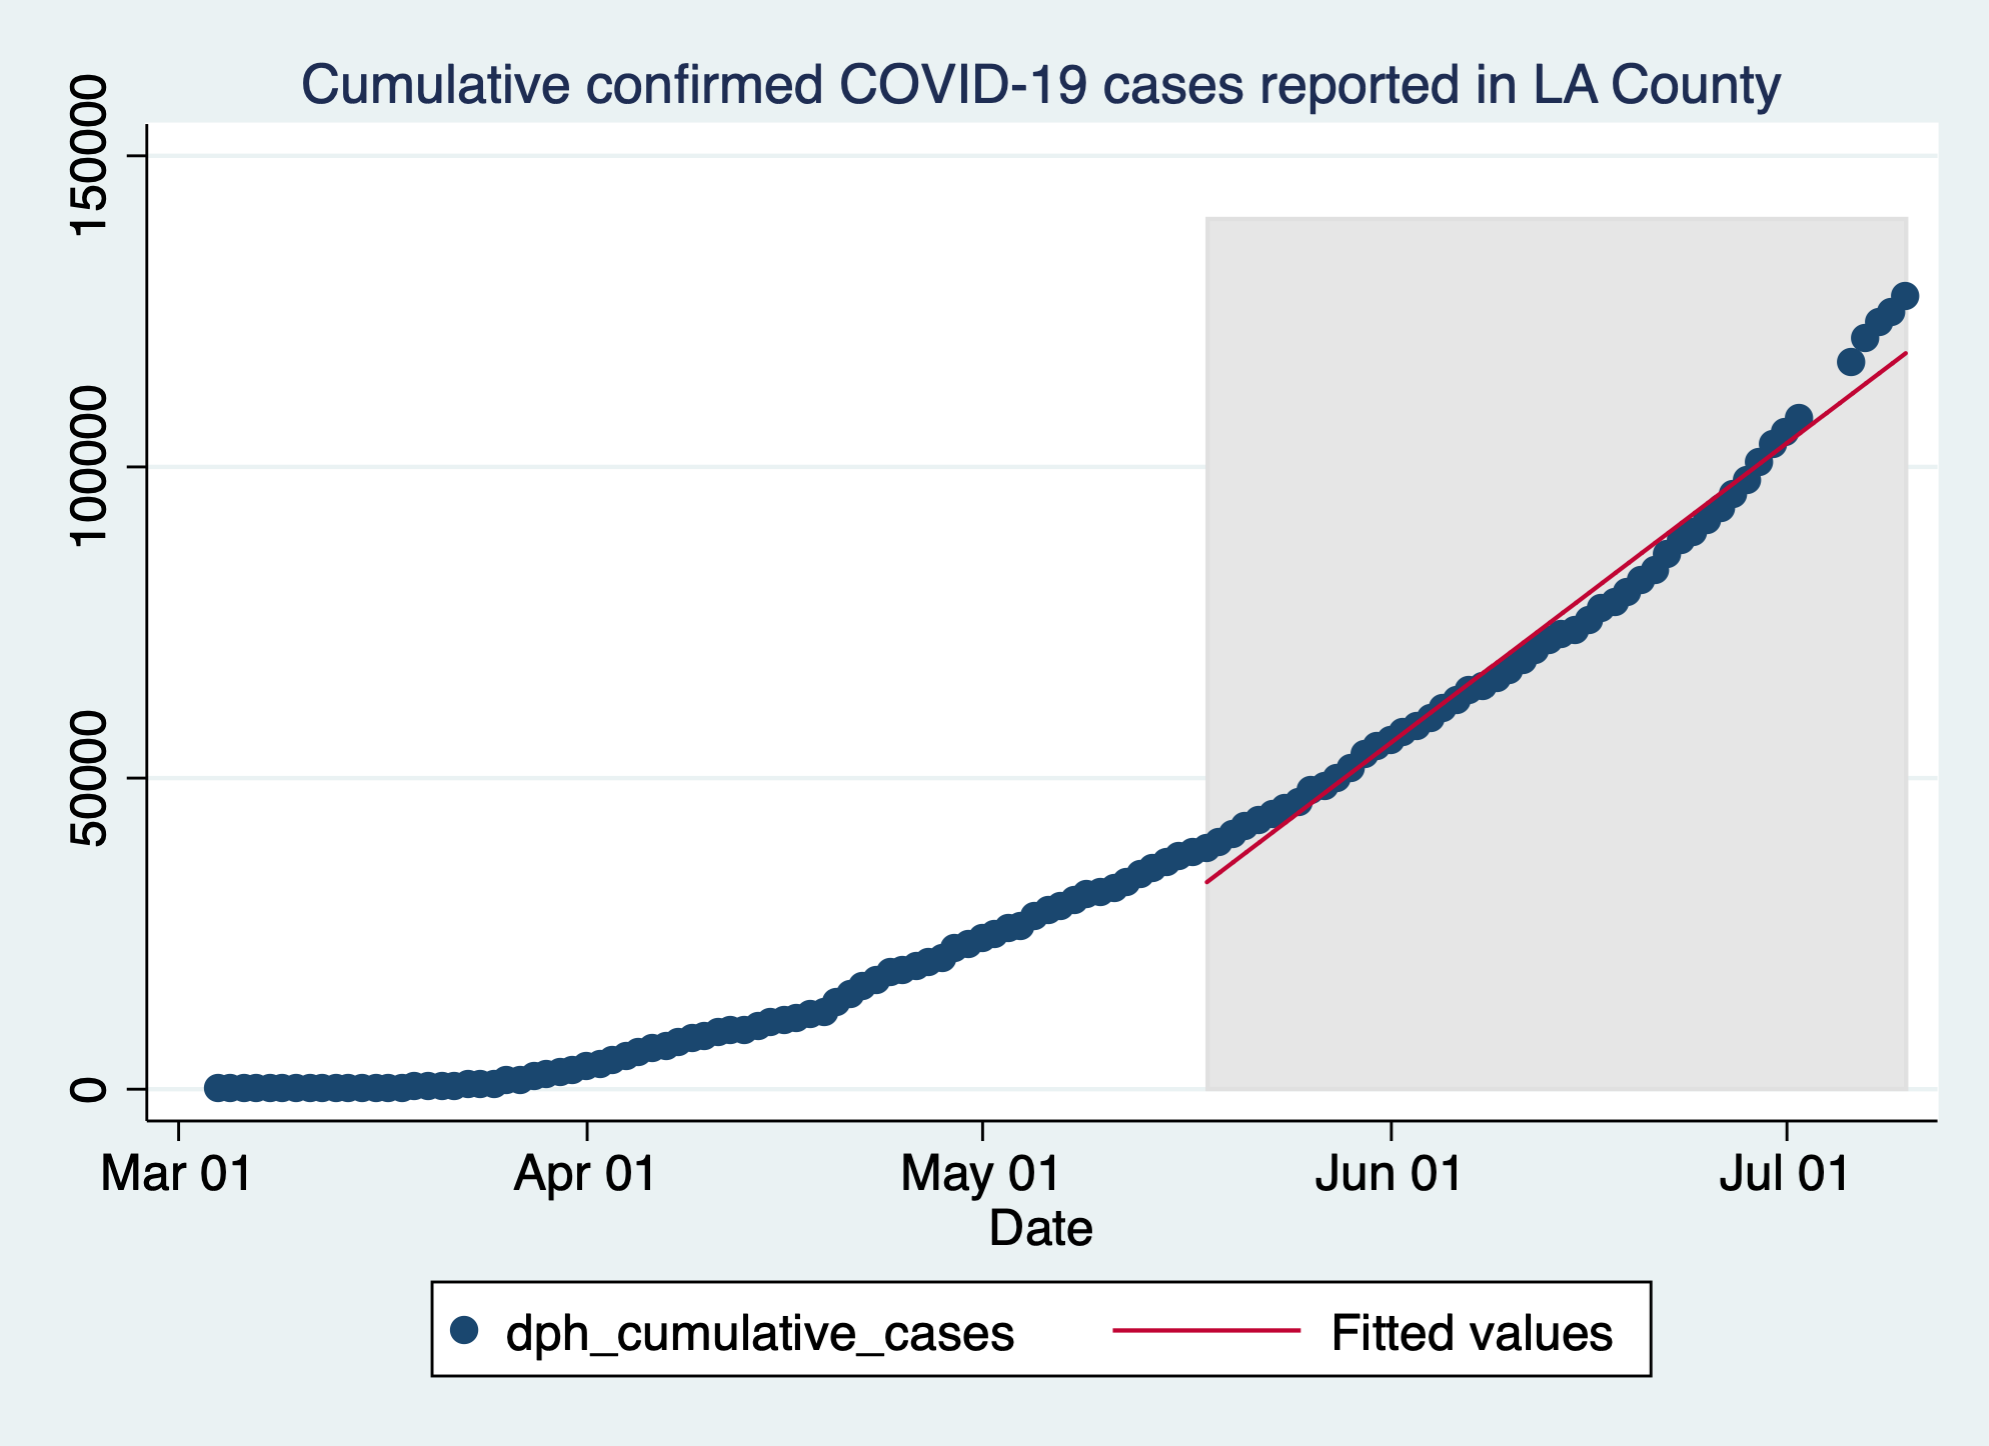 Cumulative confirmed COVID-19 cases reported in LA County
150000
100000
50000
0
Mar 01 Apr 01 May 01 Jun 01 Jul 01
Date
dph_cumulative_cases Fitted values